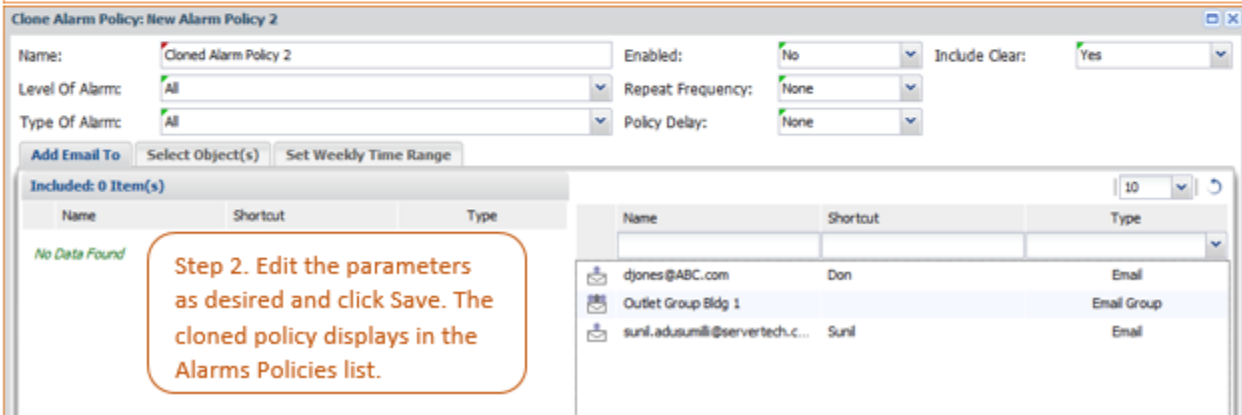 Clone Alarm Policy: New Alarm Policy 2
Name: Cloned Alarm Policy 2 Enabled: No Include Clear: Yes
Level Of Alarm: All Repeat Frequency: None
Type Of Alarm: All Policy Delay: None
Add Email To Select Object(s) Set Weekly Time Range
Included: 0 Item(s) 10
Name Shortcut Type Name Shortcut Type
No Data Found
Step 2. Edit the parameters
as desired and click Save. The
cloned policy displays in the
Alarms Policies list.
djones@ABC.com Don Email
Outlet Group Bldg 1 Email Group
sunil.adusumilli@servertech.c... Sunil Email